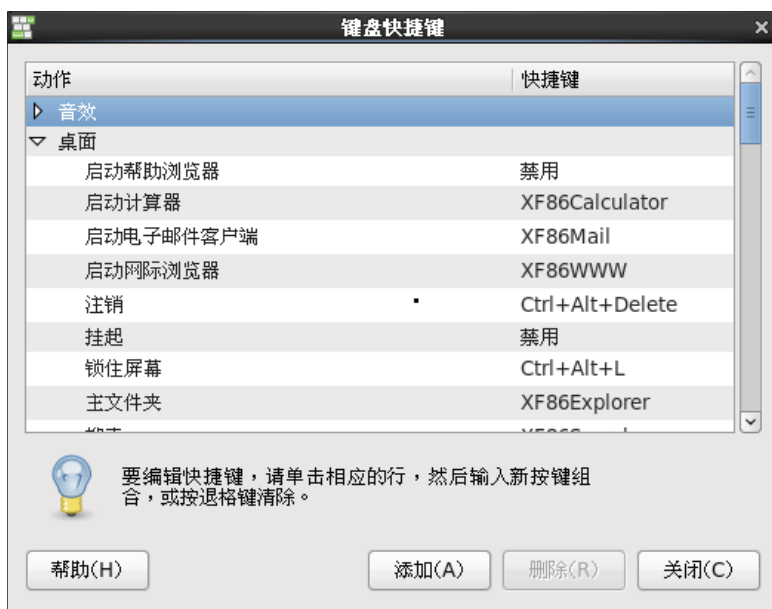 键盘快捷键
动作 快捷键
音效
桌面
启动帮助浏览器 禁用
启动计算器 XF86Calculator
启动电子邮件客户端 XF86Mail
启动网际浏览器 XF86WWW
注销 Ctrl+Alt+Delete
挂起 禁用
锁住屏幕 Ctrl+Alt+L
主文件夹 XF86Explorer
要编辑快捷键，请单击相应的行，然后输入新按键组
合，或按退格键清除。
帮助(H) 添加(A) 删除(R) 关闭(C)